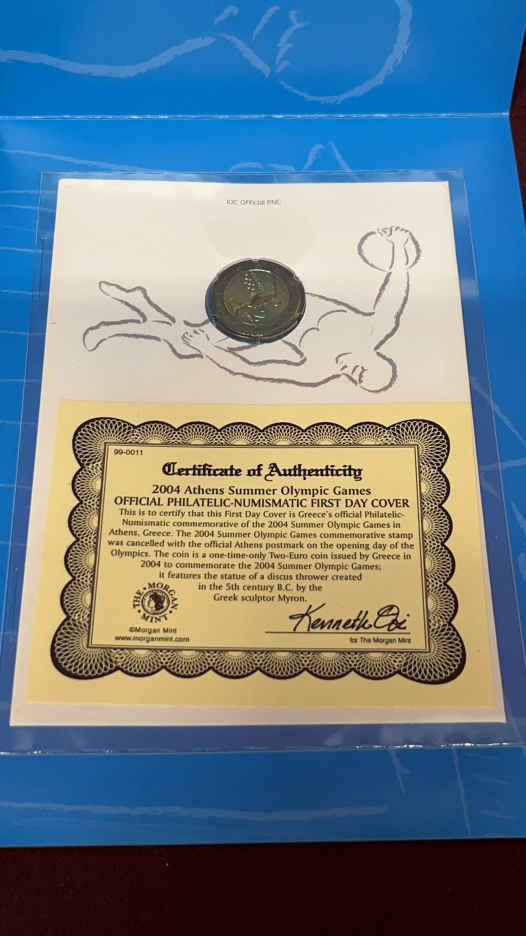 IOC Official PNC
99-0011
Certificate of Authenticity
2004 Athens Summer Olympic Games
OFFICIAL PHILATELIC-NUMISMATIC FIRST DAY COVER
This is to certify that this First Day Cover is Greece's official Philatelic-
Numismatic commemorative of the 2004 Summer Olympic Games in
Athens, Greece. The 2004 Summer Olympic Games commemorative stamp
was cancelled with the official Athens postmark on the opening day of the
Olympics. The coin is a one-time-only Two-Euro coin issued by Greece in
2004 to commemorate the 2004 Summer Olympic Games;
it features the statue of a discus thrower created
in the 5th century B.C. by the
Greek sculptor Myron.
THE • MORGAN MINT •
©Morgan Mint
www.morganmint.com
Kenneth
for The Morgan Mint